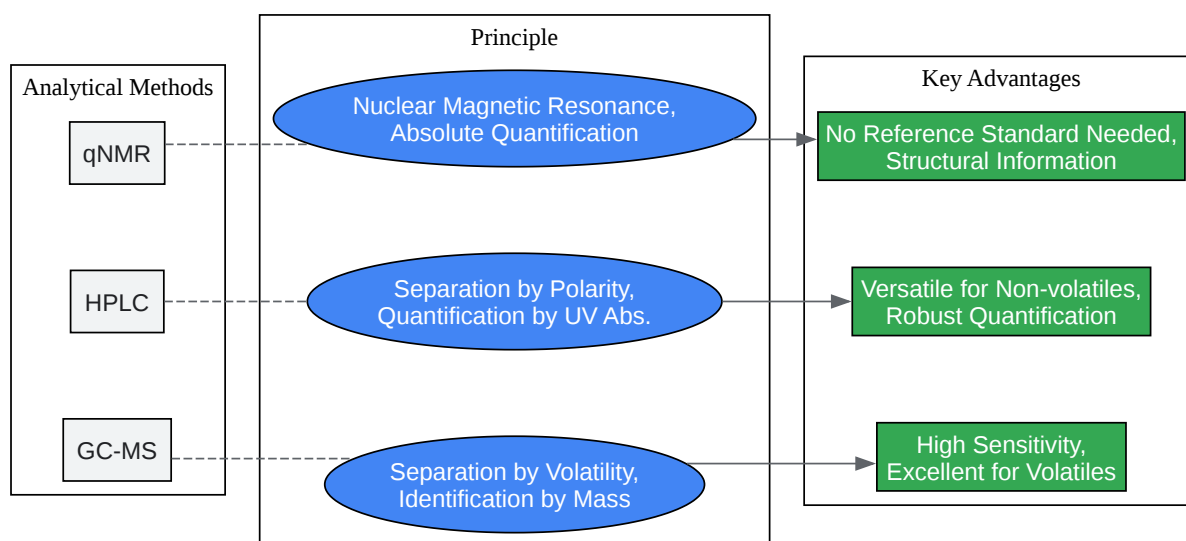 Analytical Methods
qNMR
HPLC
GC-MS
Principle
Nuclear Magnetic Resonance,
Absolute Quantification
Separation by Polarity,
Quantification by UV Abs.
Separation by Volatility,
Identification by Mass
Key Advantages
No Reference Standard Needed,
Structural Information
Versatile for Non-volatiles,
Robust Quantification
High Sensitivity,
Excellent for Volatiles